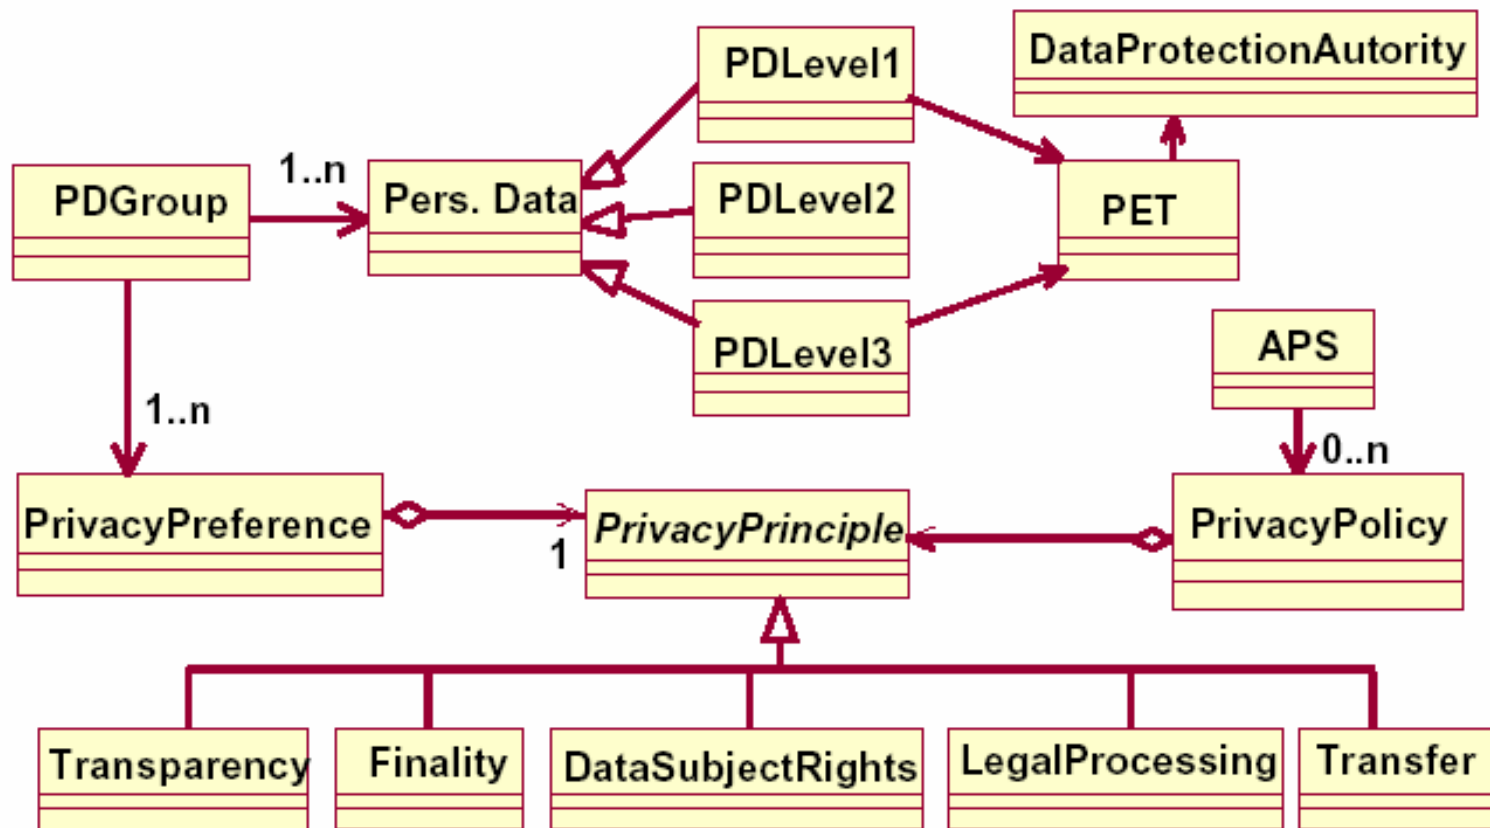 PDLevel1
DataProtectionAutority
1..n
PDGroup
Pers. Data
PDLevel2
PET
PDLevel3
APS
1..n
0..n
PrivacyPreference
1
PrivacyPrinciple
PrivacyPolicy
Transparency
Finality
DataSubjectRights
LegalProcessing
Transfer